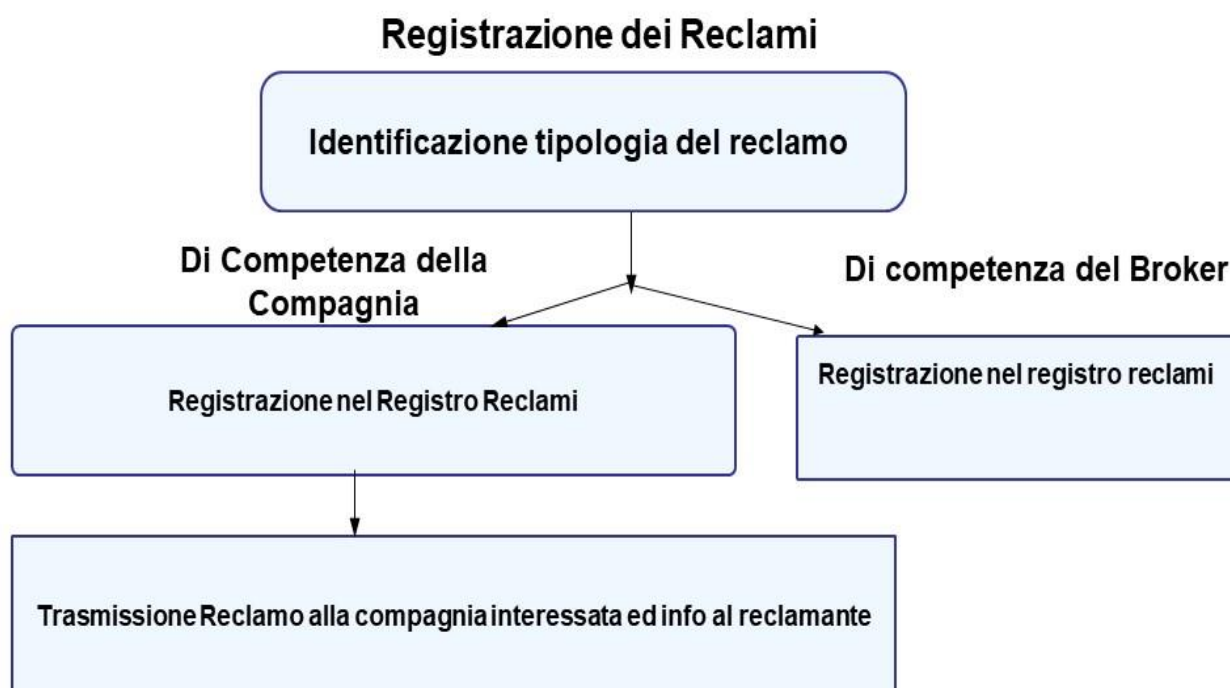 Registrazione dei Reclami
Identificazione tipologia del reclamo
Di Competenza della
Compagnia
Di competenza del Broker
Registrazione nel Registro Reclami
Registrazione nel registro reclami
Trasmissione Reclamo alla compagnia interessata ed info al reclamante